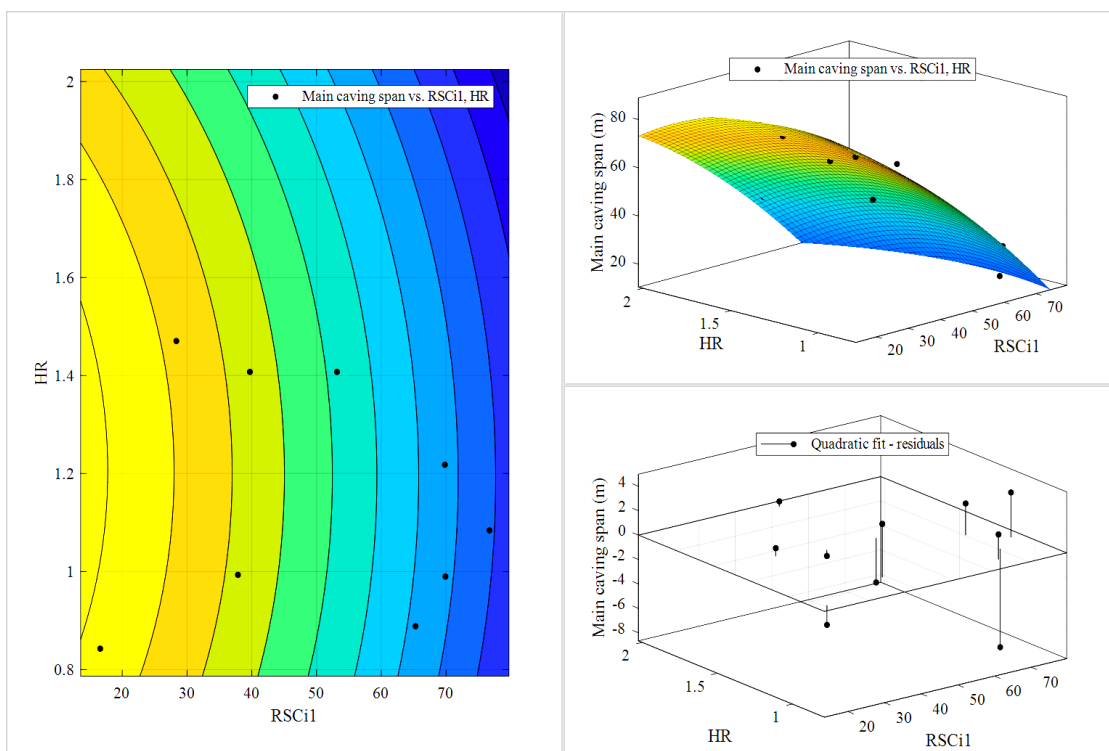 Main caving span vs. RSCi1, HR
2
1.8
1.6
1.4
1.2
1
0.8
HR
20 30 40 50 60 70
RSCi1
Main caving span vs. RSCi1, HR
80
60
40
20
Main caving span (m)
2
1.5
1
HR
20 30 40 50 60 70
RSCi1
Quadratic fit - residuals
4
2
0
-2
-4
-6
-8
Main caving span (m)
2
1.5
1
HR
20 30 40 50 60 70
RSCi1